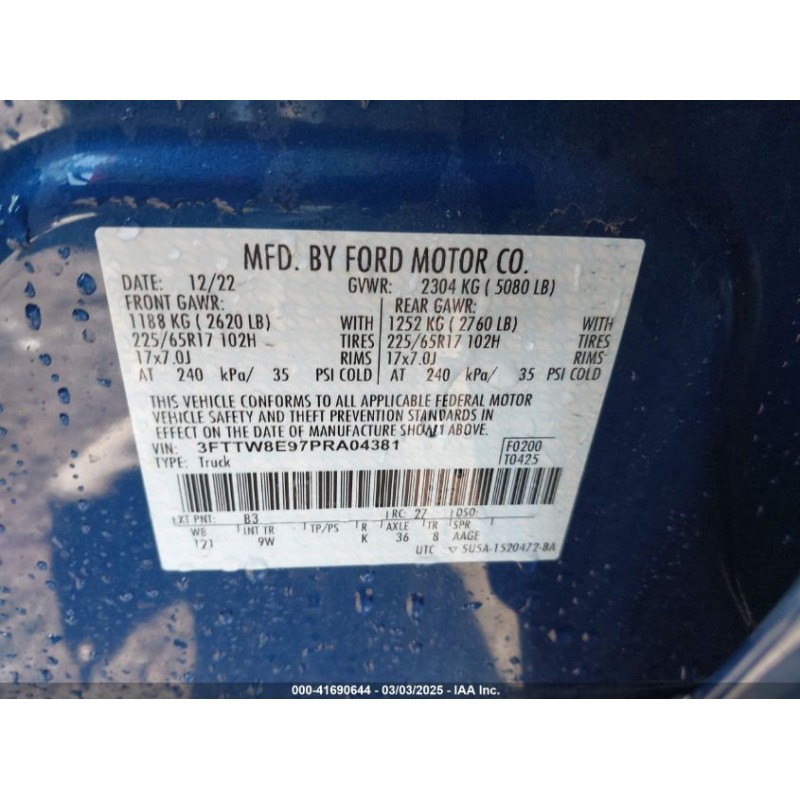 MFD. BY FORD MOTOR CO.
DATE: 12/22 GVWR: 2304 KG ( 5080 LB)
FRONT GAWR: REAR GAWR:
1188 KG ( 2620 LB) WITH 1252 KG ( 2760 LB) WITH
225/65R17 102H TIRES 225/65R17 102H TIRES
17x7.0J RIMS 17x7.0J RIMS
AT 240 kPa/ 35 PSI COLD AT 240 kPa/ 35 PSI COLD
THIS VEHICLE CONFORMS TO ALL APPLICABLE FEDERAL MOTOR
VEHICLE SAFETY AND THEFT PREVENTION STANDARDS IN
EFFECT ON THE DATE OF MANUFACTURE SHOWN ABOVE.
VIN: 3FTTW8E97PRA04381 F0200
TYPE: Truck T0425
EXT PNT: B3 RC: 27 DSO:
WB INT TR TP/PS R AXLE TR SPR
121 9W K 36 8 AAGE
UTC 5U5A-1520472-BA
000-41690644 - 03/03/2025 - IAA Inc.